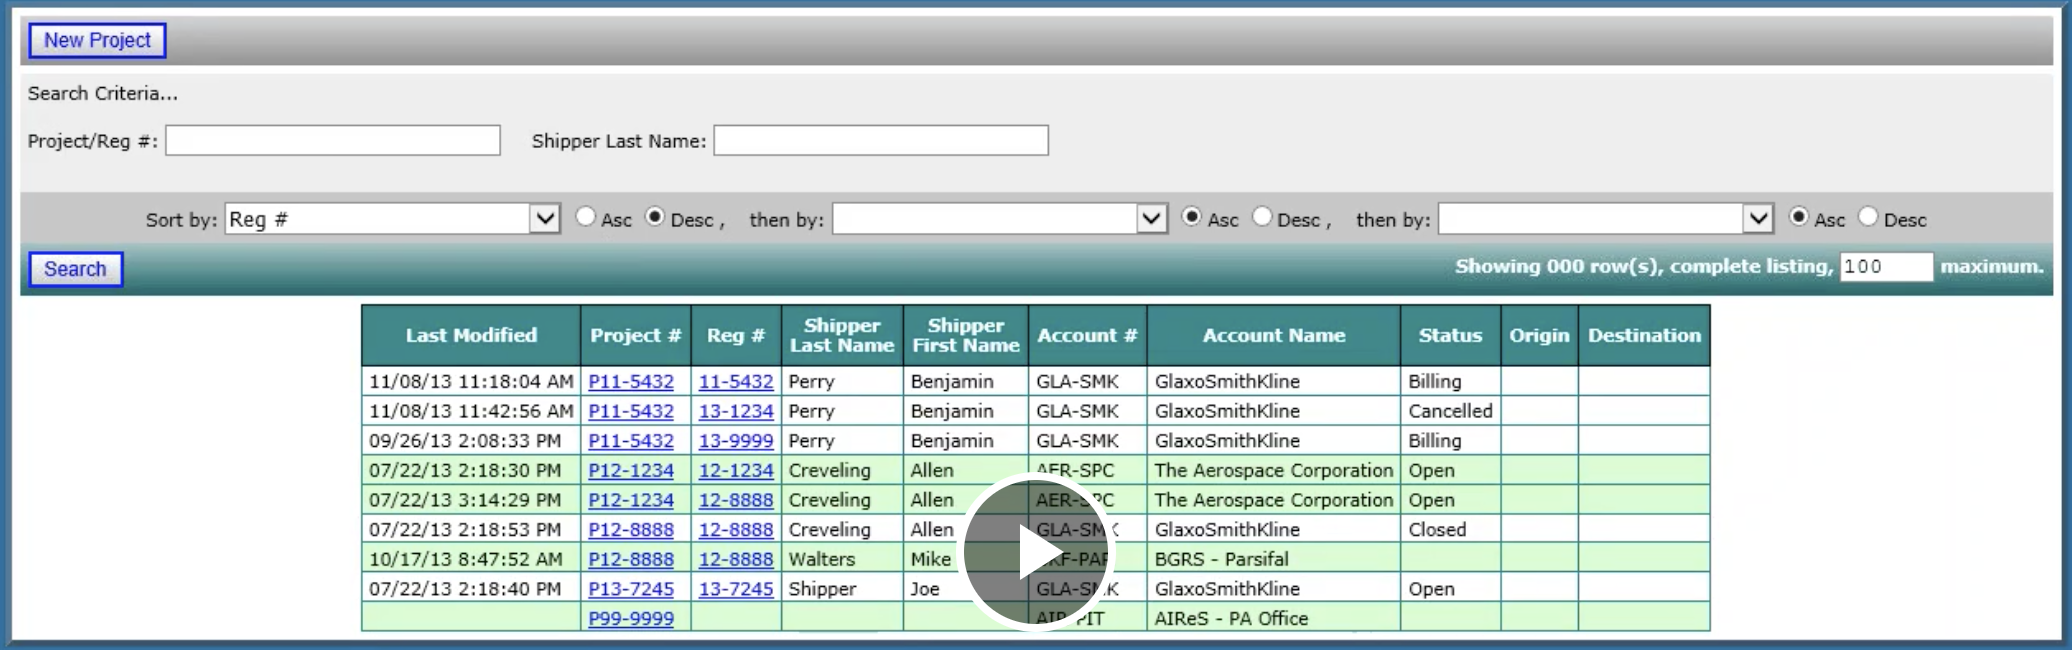 New Project
Search Criteria...
Project/Reg #: Shipper Last Name:
Sort by: Reg # Asc Desc , then by: Asc Desc , then by: Asc Desc
Search Showing 000 row(s), complete listing, 100 maximum.
Last Modified Project # Reg # Shipper Last Name Shipper First Name Account # Account Name Status Origin Destination
11/08/13 11:18:04 AM P11-5432 11-5432 Perry Benjamin GLA-SMK GlaxoSmithKline Billing
11/08/13 11:42:56 AM P11-5432 13-1234 Perry Benjamin GLA-SMK GlaxoSmithKline Cancelled
09/26/13 2:08:33 PM P11-5432 13-9999 Perry Benjamin GLA-SMK GlaxoSmithKline Billing
07/22/13 2:18:30 PM P12-1234 12-1234 Creveling Allen AER-SPC The Aerospace Corporation Open
07/22/13 3:14:29 PM P12-1234 12-8888 Creveling Allen AER-SPC The Aerospace Corporation Open
07/22/13 2:18:53 PM P12-8888 12-8888 Creveling Allen GLA-SMK GlaxoSmithKline Closed
10/17/13 8:47:52 AM P12-8888 12-8888 Walters Mike BGRS - Parsifal
07/22/13 2:18:40 PM P13-7245 13-7245 Shipper Joe GLA-SMK GlaxoSmithKline Open
P99-9999 AIR-PIT AIReS - PA Office